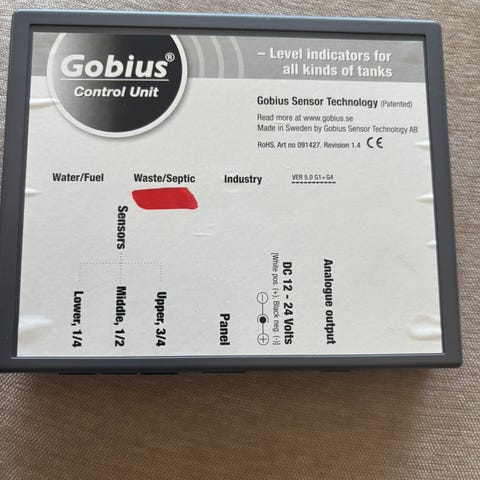 Gobius®
Control Unit
– Level indicators for
all kinds of tanks
Gobius Sensor Technology (Patented)
Read more at www.gobius.se
Made in Sweden by Gobius Sensor Technology AB
RoHS. Art no 091427. Revision 1.4 CE
Water/Fuel
Waste/Septic
Industry
VER 5.0 G1+G4
Sensors
Lower, 1/4
Middle, 1/2
Upper, 3/4
Panel
DC 12 - 24 Volts
[White pos. (+), Black neg. (-)]
Analogue output